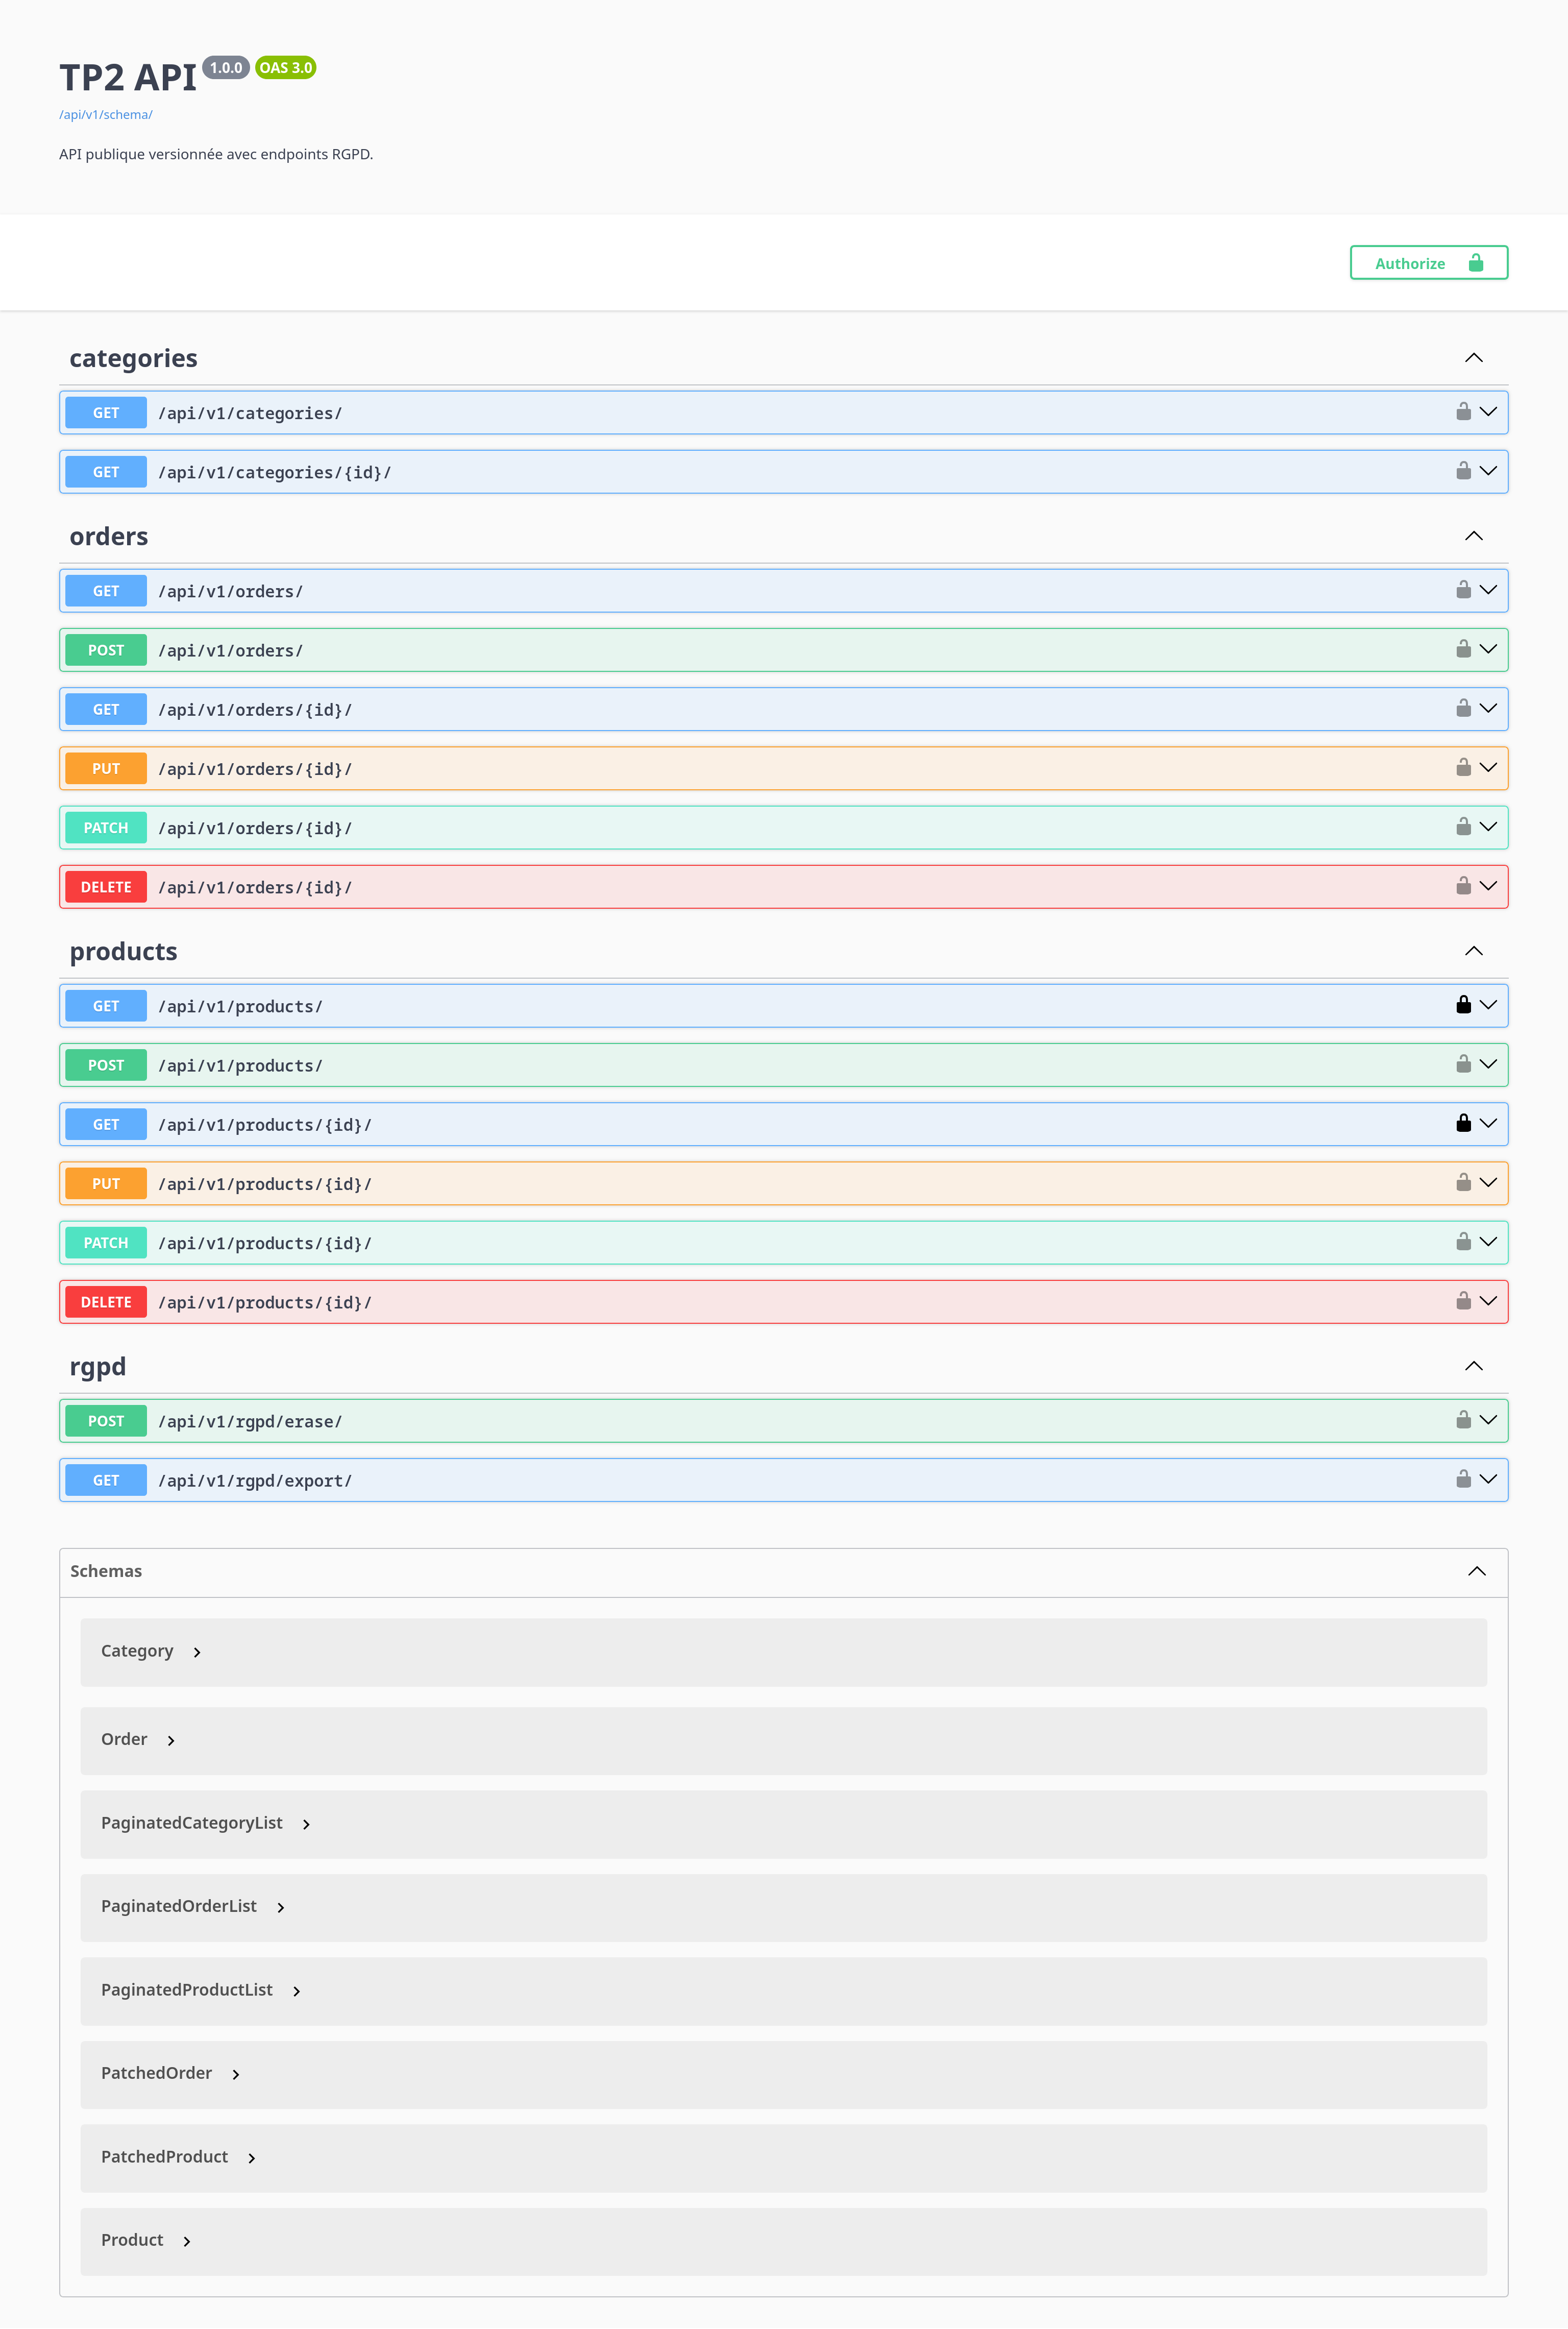 TP2 API 1.0.0 OAS 3.0
/api/v1/schema/
API publique versionnée avec endpoints RGPD.
Authorize
categories
GET /api/v1/categories/
GET /api/v1/categories/{id}/
orders
GET /api/v1/orders/
POST /api/v1/orders/
GET /api/v1/orders/{id}/
PUT /api/v1/orders/{id}/
PATCH /api/v1/orders/{id}/
DELETE /api/v1/orders/{id}/
products
GET /api/v1/products/
POST /api/v1/products/
GET /api/v1/products/{id}/
PUT /api/v1/products/{id}/
PATCH /api/v1/products/{id}/
DELETE /api/v1/products/{id}/
rgpd
POST /api/v1/rgpd/erase/
GET /api/v1/rgpd/export/
Schemas
Category
Order
PaginatedCategoryList
PaginatedOrderList
PaginatedProductList
PatchedOrder
PatchedProduct
Product